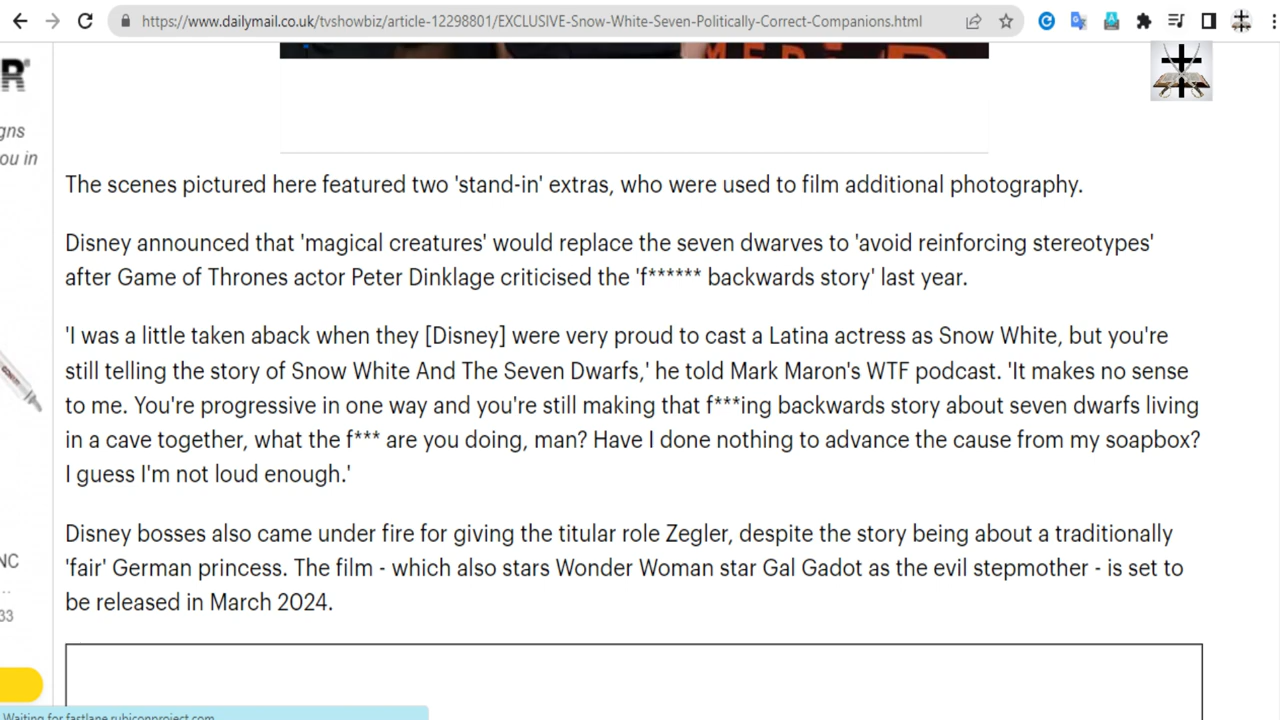 https://www.dailymail.co.uk/tvshowbiz/article-12298801/EXCLUSIVE-Snow-White-Seven-Politically-Correct-Companions.html
R
gns
ou in
The scenes pictured here featured two 'stand-in' extras, who were used to film additional photography.
Disney announced that 'magical creatures' would replace the seven dwarves to 'avoid reinforcing stereotypes'
after Game of Thrones actor Peter Dinklage criticised the 'f****** backwards story' last year.
'I was a little taken aback when they [Disney] were very proud to cast a Latina actress as Snow White, but you're
still telling the story of Snow White And The Seven Dwarfs,' he told Mark Maron's WTF podcast. 'It makes no sense
to me. You're progressive in one way and you're still making that f***ing backwards story about seven dwarfs living
in a cave together, what the f*** are you doing, man? Have I done nothing to advance the cause from my soapbox?
I guess I'm not loud enough.'
Disney bosses also came under fire for giving the titular role Zegler, despite the story being about a traditionally
'fair' German princess. The film - which also stars Wonder Woman star Gal Gadot as the evil stepmother - is set to
be released in March 2024.
NC
..
33
Waiting for fastlane.rubiconproject.com